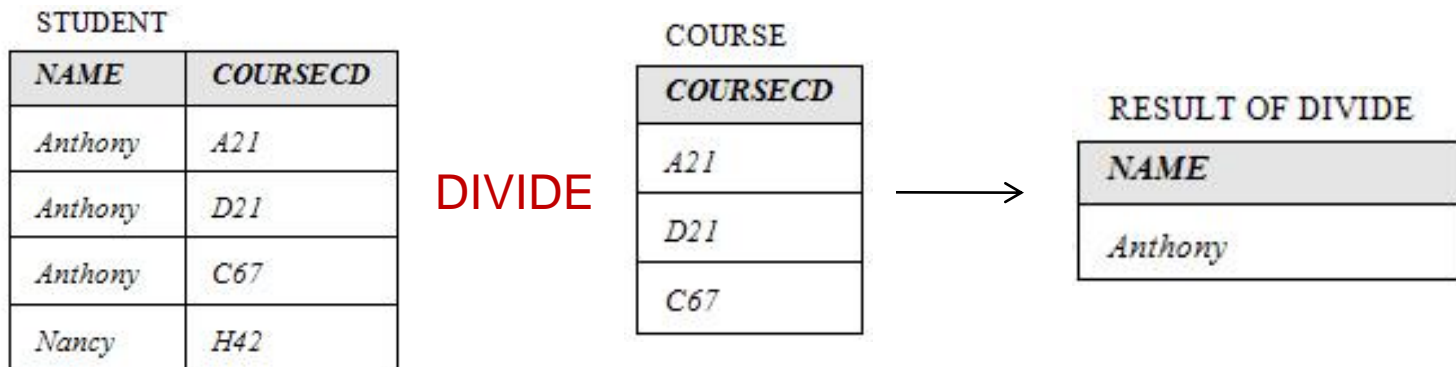 STUDENT
NAME COURSECD
Anthony A21
Anthony D21
Anthony C67
Nancy H42
DIVIDE
COURSE
COURSECD
A21
D21
C67
RESULT OF DIVIDE
NAME
Anthony